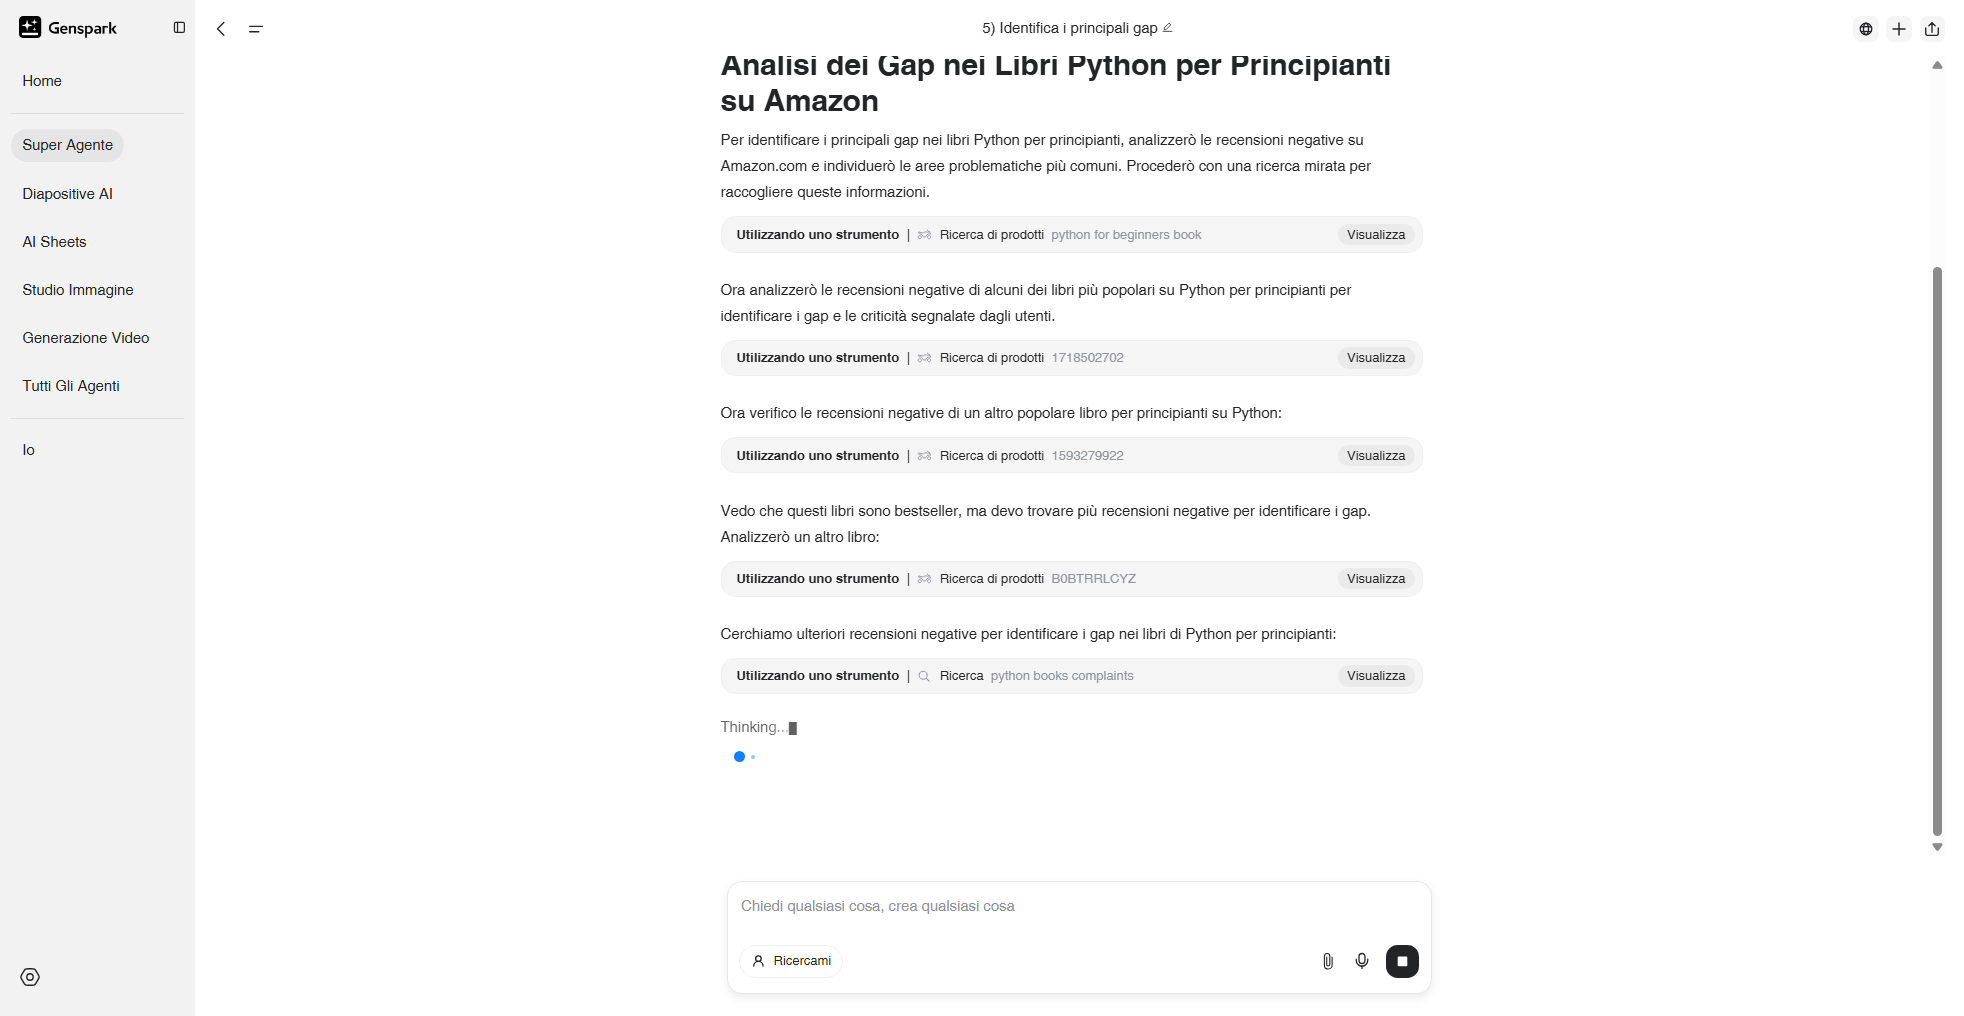 Genspark
Home
Super Agente
Diapositive AI
AI Sheets
Studio Immagine
Generazione Video
Tutti Gli Agenti
Io
5) Identifica i principali gap
Analisi dei Gap nei Libri Python per Principianti
su Amazon
Per identificare i principali gap nei libri Python per principianti, analizzerò le recensioni negative su
Amazon.com e individuerò le aree problematiche più comuni. Procederò con una ricerca mirata per
raccogliere queste informazioni.
Utilizzando uno strumento | Ricerca di prodotti python for beginners book Visualizza
Ora analizzerò le recensioni negative di alcuni dei libri più popolari su Python per principianti per
identificare i gap e le criticità segnalate dagli utenti.
Utilizzando uno strumento | Ricerca di prodotti 1718502702 Visualizza
Ora verifico le recensioni negative di un altro popolare libro per principianti su Python:
Utilizzando uno strumento | Ricerca di prodotti 1593279922 Visualizza
Vedo che questi libri sono bestseller, ma devo trovare più recensioni negative per identificare i gap.
Analizzerò un altro libro:
Utilizzando uno strumento | Ricerca di prodotti B0BTRRLCYZ Visualizza
Cerchiamo ulteriori recensioni negative per identificare i gap nei libri di Python per principianti:
Utilizzando uno strumento | Ricerca python books complaints Visualizza
Thinking...
Chiedi qualsiasi cosa, crea qualsiasi cosa
Ricercami